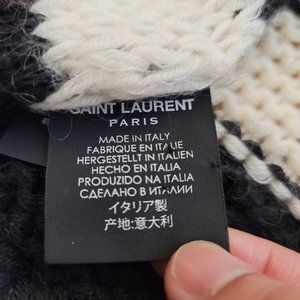 SAINT LAURENT
PARIS
MADE IN ITALY
FABRIQUE EN ITALIE
HERGESTELLT IN ITALIEN
HECHO EN ITALIA
PRODUZIDO NA ITALIA
СДЕЛАНО В ИТАЛИИ
イタリア製
产地:意大利